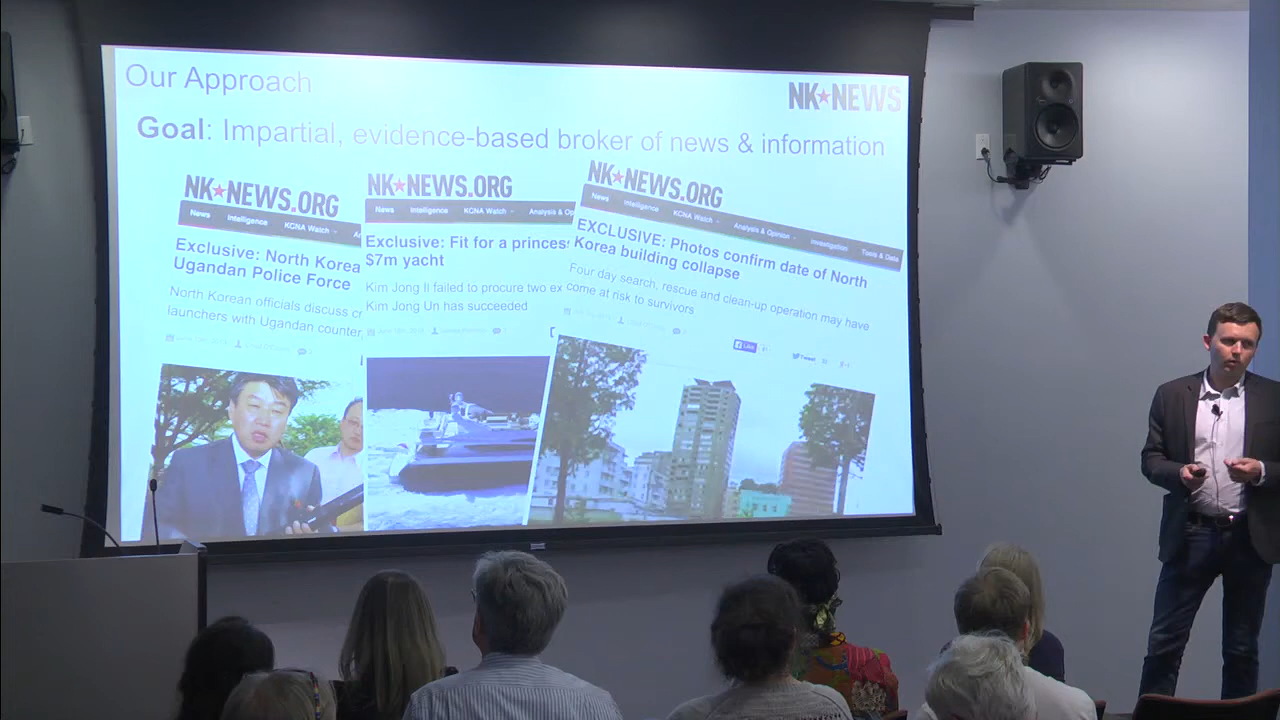 Our Approach
NK★NEWS
Goal: Impartial, evidence-based broker of news & information
NK★NEWS.ORG
News Intelligence KCNA Watch A
Exclusive: North Korea
Ugandan Police Force
North Korean officials discuss
launchers with Ugandan counter
NK★NEWS.ORG
News Intelligence KCNA Watch Analysis & Op
Exclusive: Fit for a princess
$7m yacht
Kim Jong Il failed to procure two ex
Kim Jong Un has succeeded
NK★NEWS.ORG
News Intelligence KCNA Watch Analysis & Opinion Investigation Tools & Data
EXCLUSIVE: Photos confirm date of North
Korea building collapse
Four day search, rescue and clean-up operation may have
come at risk to survivors
Like
Tweet